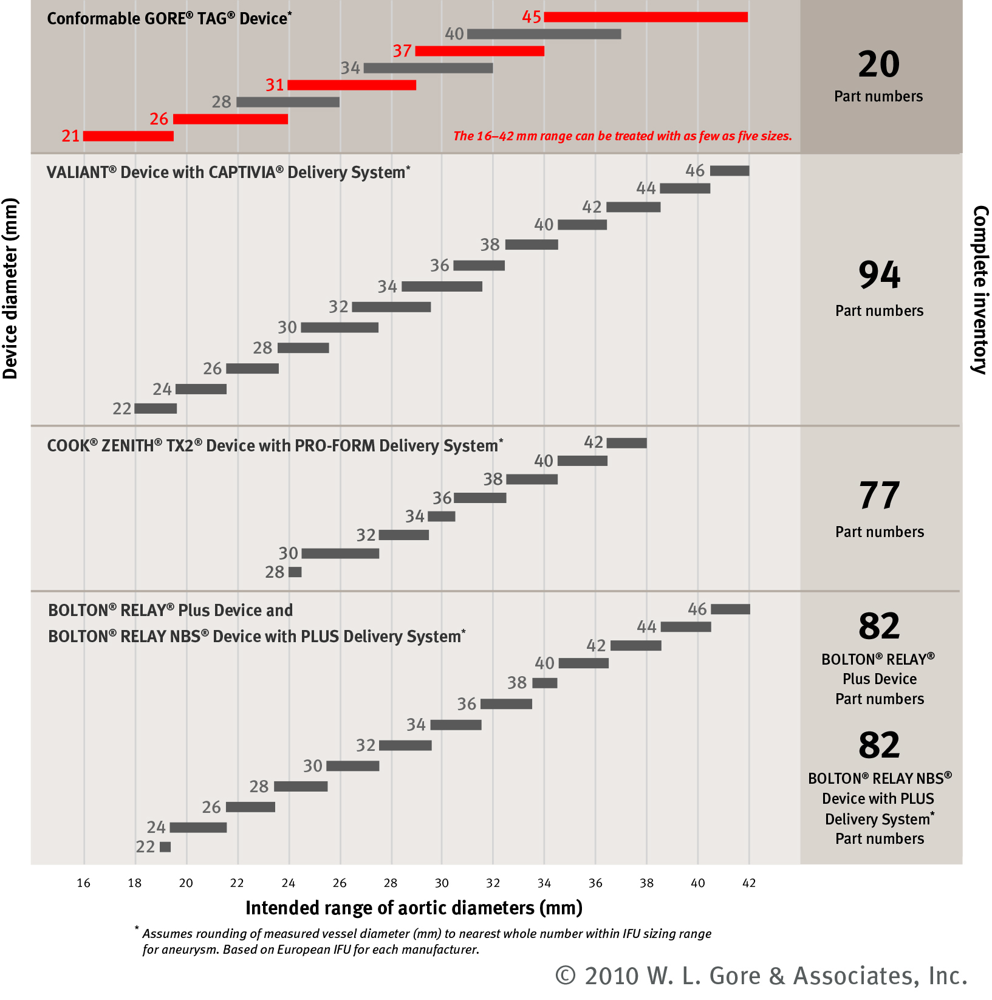 Conformable GORE® TAG® Device*
45
40
37
34
31
28
26
21
The 16–42 mm range can be treated with as few as five sizes.
20
Part numbers
Device diameter (mm)
Complete inventory
VALIANT® Device with CAPTIVIA® Delivery System*
46
44
42
40
38
36
34
32
30
28
26
24
22
94
Part numbers
COOK® ZENITH® TX2® Device with PRO-FORM Delivery System*
42
40
38
36
34
32
30
28
77
Part numbers
BOLTON® RELAY® Plus Device and
BOLTON® RELAY NBS® Device with PLUS Delivery System*
46
44
42
40
38
36
34
32
30
28
26
24
22
82
BOLTON® RELAY®
Plus Device
Part numbers
82
BOLTON® RELAY NBS®
Device with PLUS
Delivery System*
Part numbers
16 18 20 22 24 26 28 30 32 34 36 38 40 42
Intended range of aortic diameters (mm)
* Assumes rounding of measured vessel diameter (mm) to nearest whole number within IFU sizing range
for aneurysm. Based on European IFU for each manufacturer.
© 2010 W. L. Gore & Associates, Inc.